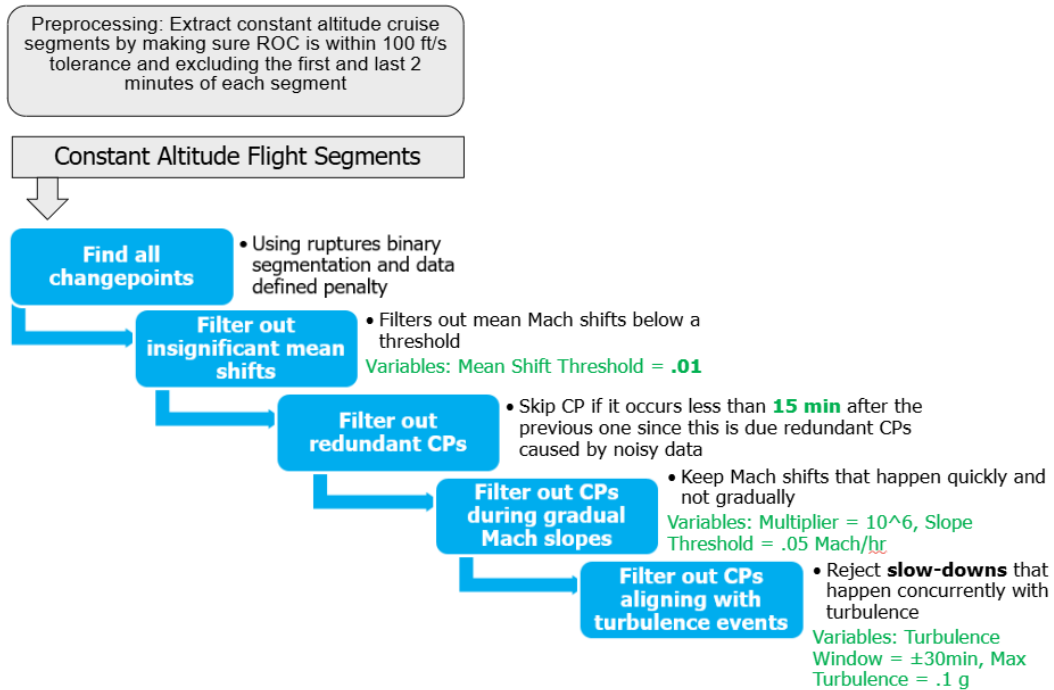 Preprocessing: Extract constant altitude cruise
segments by making sure ROC is within 100 ft/s
tolerance and excluding the first and last 2
minutes of each segment
Constant Altitude Flight Segments
Find all
changepoints
• Using ruptures binary
segmentation and data
defined penalty
Filter out
insignificant mean
shifts
• Filters out mean Mach shifts below a
threshold
Variables: Mean Shift Threshold = .01
Filter out
redundant CPs
• Skip CP if it occurs less than 15 min after the
previous one since this is due redundant CPs
caused by noisy data
Filter out CPs
during gradual
Mach slopes
• Keep Mach shifts that happen quickly and
not gradually
Variables: Multiplier = 10^6, Slope
Threshold = .05 Mach/hr
Filter out CPs
aligning with
turbulence events
• Reject slow-downs that
happen concurrently with
turbulence
Variables: Turbulence
Window = ±30min, Max
Turbulence = .1 g